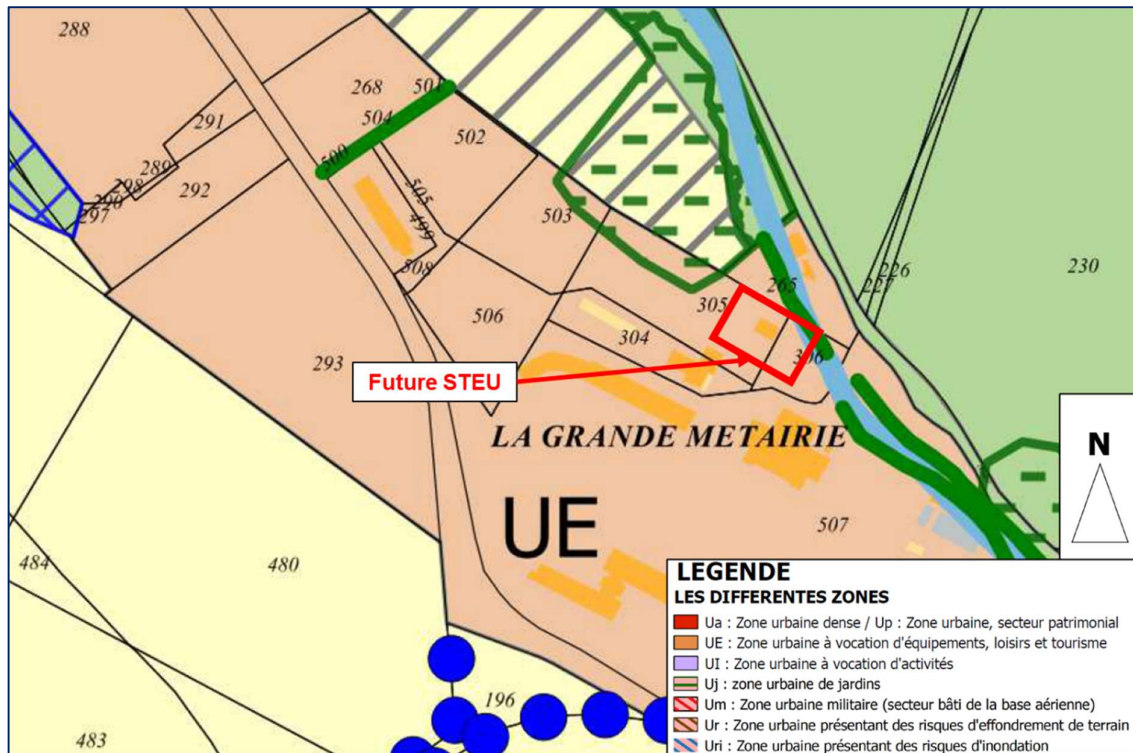 288
291
268
501
504
500
502
289
298
290
297
292
505
499
508
503
506
293
304
305
265
306
226
227
230
Future STEU
LA GRANDE METAIRIE
UE
507
N
480
484
483
196
LEGENDE
LES DIFFERENTES ZONES
Ua : Zone urbaine dense / Up : Zone urbaine, secteur patrimonial
UE : Zone urbaine à vocation d'équipements, loisirs et tourisme
UI : Zone urbaine à vocation d'activités
Uj : zone urbaine de jardins
Um : Zone urbaine militaire (secteur bâti de la base aérienne)
Ur : Zone urbaine présentant des risques d'effondrement de terrain
Uri : Zone urbaine présentant des risques d'inondation